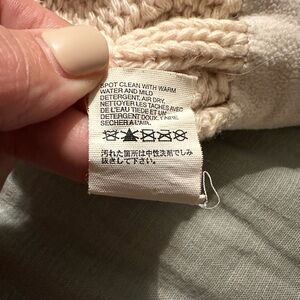 SPOT CLEAN WITH WARM
WATER AND MILD
DETERGENT. AIR DRY.
NETTOYER LES TACHES AVEC
DE L'EAU TIEDE ET UN
DETERGENT DOUX. FAIRE
SECHER A L'AIR.
汚れた箇所は中性洗剤でしみ
抜きして下さい。